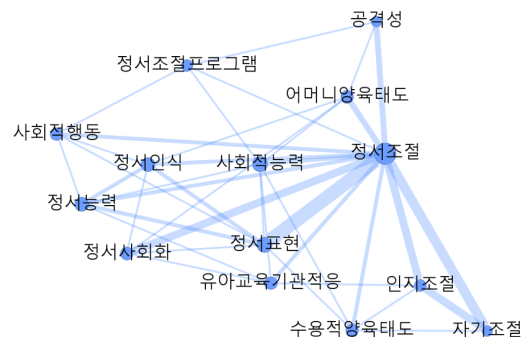 공격성
정서조절프로그램
어머니양육태도
사회적행동
정서인식
사회적능력
정서조절
정서능력
정서사회화
정서표현
유아교육기관적응
인지조절
수용적양육태도
자기조절